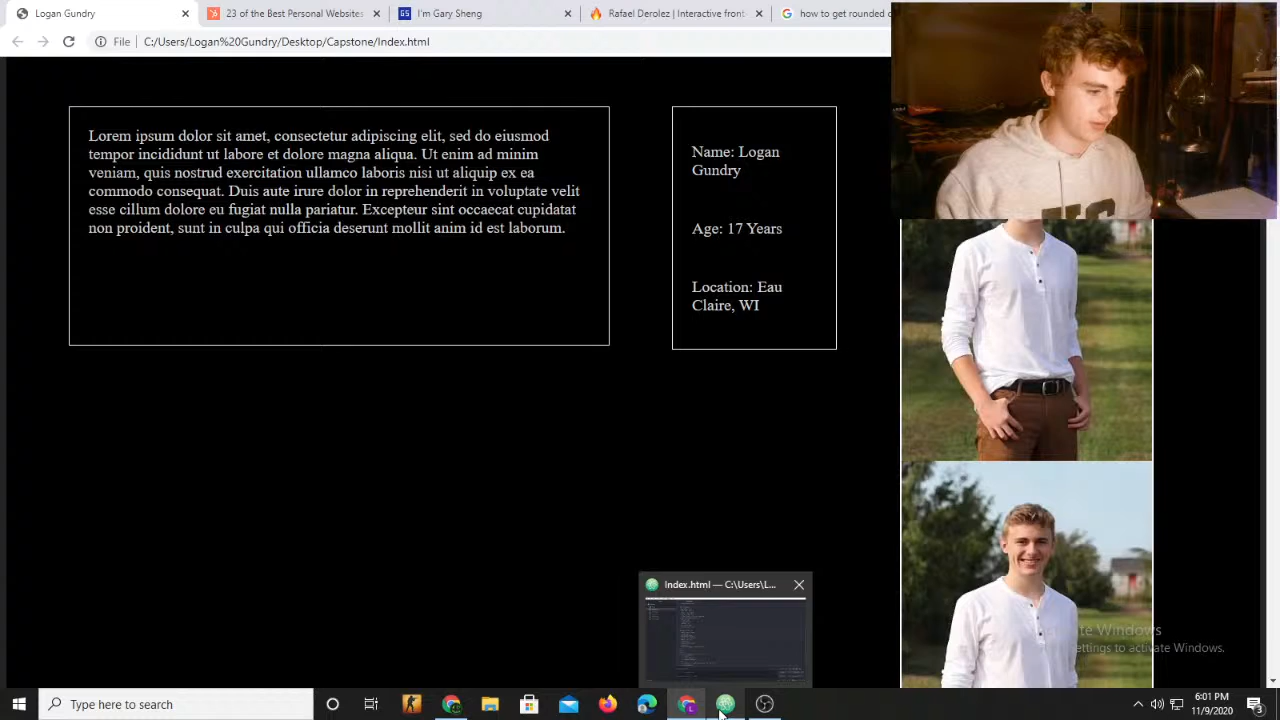 Logan Gundry
23 of the Best Personal Websites
I'm Gary Sheng
Rafael Derolez | Interactive front
how to get rounded
File
C:/Users/Logan%20Gundry/Desktop/Capstone/Index.html
Lorem ipsum dolor sit amet, consectetur adipiscing elit, sed do eiusmod
tempor incididunt ut labore et dolore magna aliqua. Ut enim ad minim
veniam, quis nostrud exercitation ullamco laboris nisi ut aliquip ex ea
commodo consequat. Duis aute irure dolor in reprehenderit in voluptate velit
esse cillum dolore eu fugiat nulla pariatur. Excepteur sint occaecat cupidatat
non proident, sunt in culpa qui officia deserunt mollit anim id est laborum.
Name: Logan
Gundry
Age: 17 Years
Location: Eau
Claire, WI
Index.html — C:\Users\L...
te Windows
ettings to activate Windows.
Type here to search
6:01 PM
11/9/2020
3